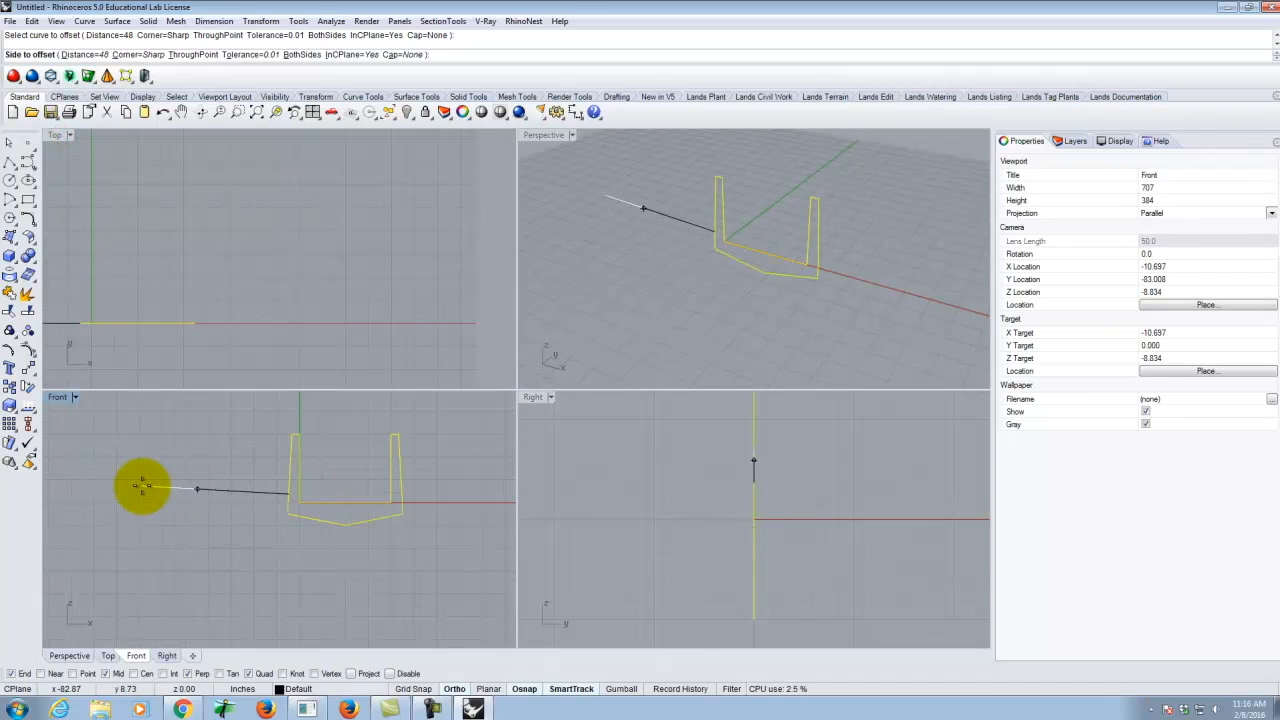 Untitled - Rhinoceros 5.0 Educational Lab License
File Edit View Curve Surface Solid Mesh Dimension Transform Tools Analyze Render Panels SectionTools V-Ray RhinoNest Help
Select curve to offset ( Distance=48 Corner=Sharp ThroughPoint Tolerance=0.01 BothSides InCPlane=Yes Cap=None ):
Side to offset ( Distance=48 Corner=Sharp ThroughPoint Tolerance=0.01 BothSides InCPlane=Yes Cap=None ):
Standard CPlanes Set View Display Select Viewport Layout Visibility Transform Curve Tools Surface Tools Solid Tools Mesh Tools Render Tools Drafting New in V5 Lands Plant Lands Civil Work Lands Terrain Lands Edit Lands Watering Lands Listing Lands Tag Plants Lands Documentation
Top
Perspective
Properties Layers Display Help
Viewport
Title Front
Width 707
Height 384
Projection Parallel
Camera
Lens Length 50.0
Rotation 0.0
X Location -10.697
Y Location -83.008
Z Location -8.834
Location Place...
Target
X Target -10.697
Y Target 0.000
Z Target -8.834
Location Place...
Wallpaper
Filename (none) ...
Show
Gray
y
x
z
y
x
Front
Right
z
x
z
y
Perspective Top Front Right
End Near Point Mid Cen Int Perp Tan Quad Knot Vertex Project Disable
CPlane x -82.87 y 8.73 z 0.00 Inches Default Grid Snap Ortho Planar Osnap SmartTrack Gumball Record History Filter CPU use: 2.5 %
11:16 AM
2/8/2016